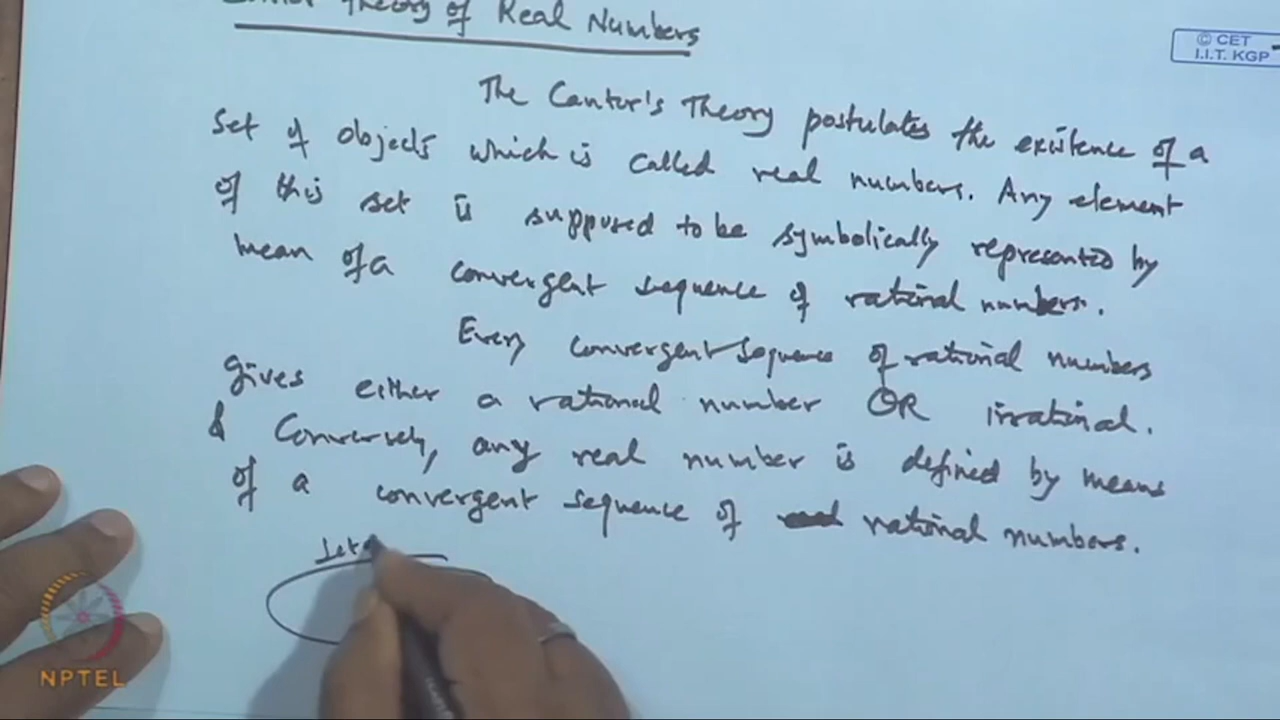 Theory of Real Numbers
© CET
I.I.T. KGP
The Cantor's Theory postulates the existence of a
set of objects which is called real numbers. Any element
of this set is supposed to be symbolically represented by
mean of a convergent sequence of rational numbers.
Every convergent sequence of rational numbers
gives either a rational number OR irrational.
& Conversely, any real number is defined by means
of a convergent sequence of rational numbers.
Set
NPTEL